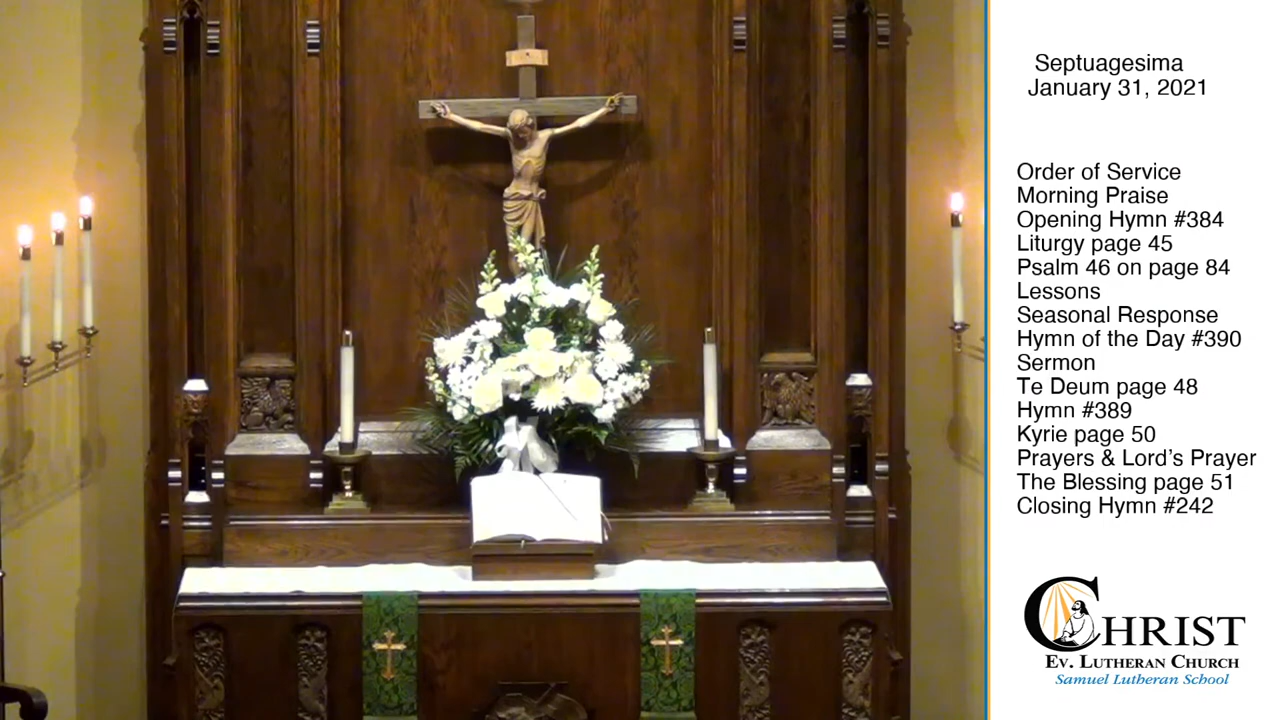 Septuagesima
January 31, 2021
Order of Service
Morning Praise
Opening Hymn #384
Liturgy page 45
Psalm 46 on page 84
Lessons
Seasonal Response
Hymn of the Day #390
Sermon
Te Deum page 48
Hymn #389
Kyrie page 50
Prayers & Lord's Prayer
The Blessing page 51
Closing Hymn #242
CHRIST
EV. LUTHERAN CHURCH
Samuel Lutheran School